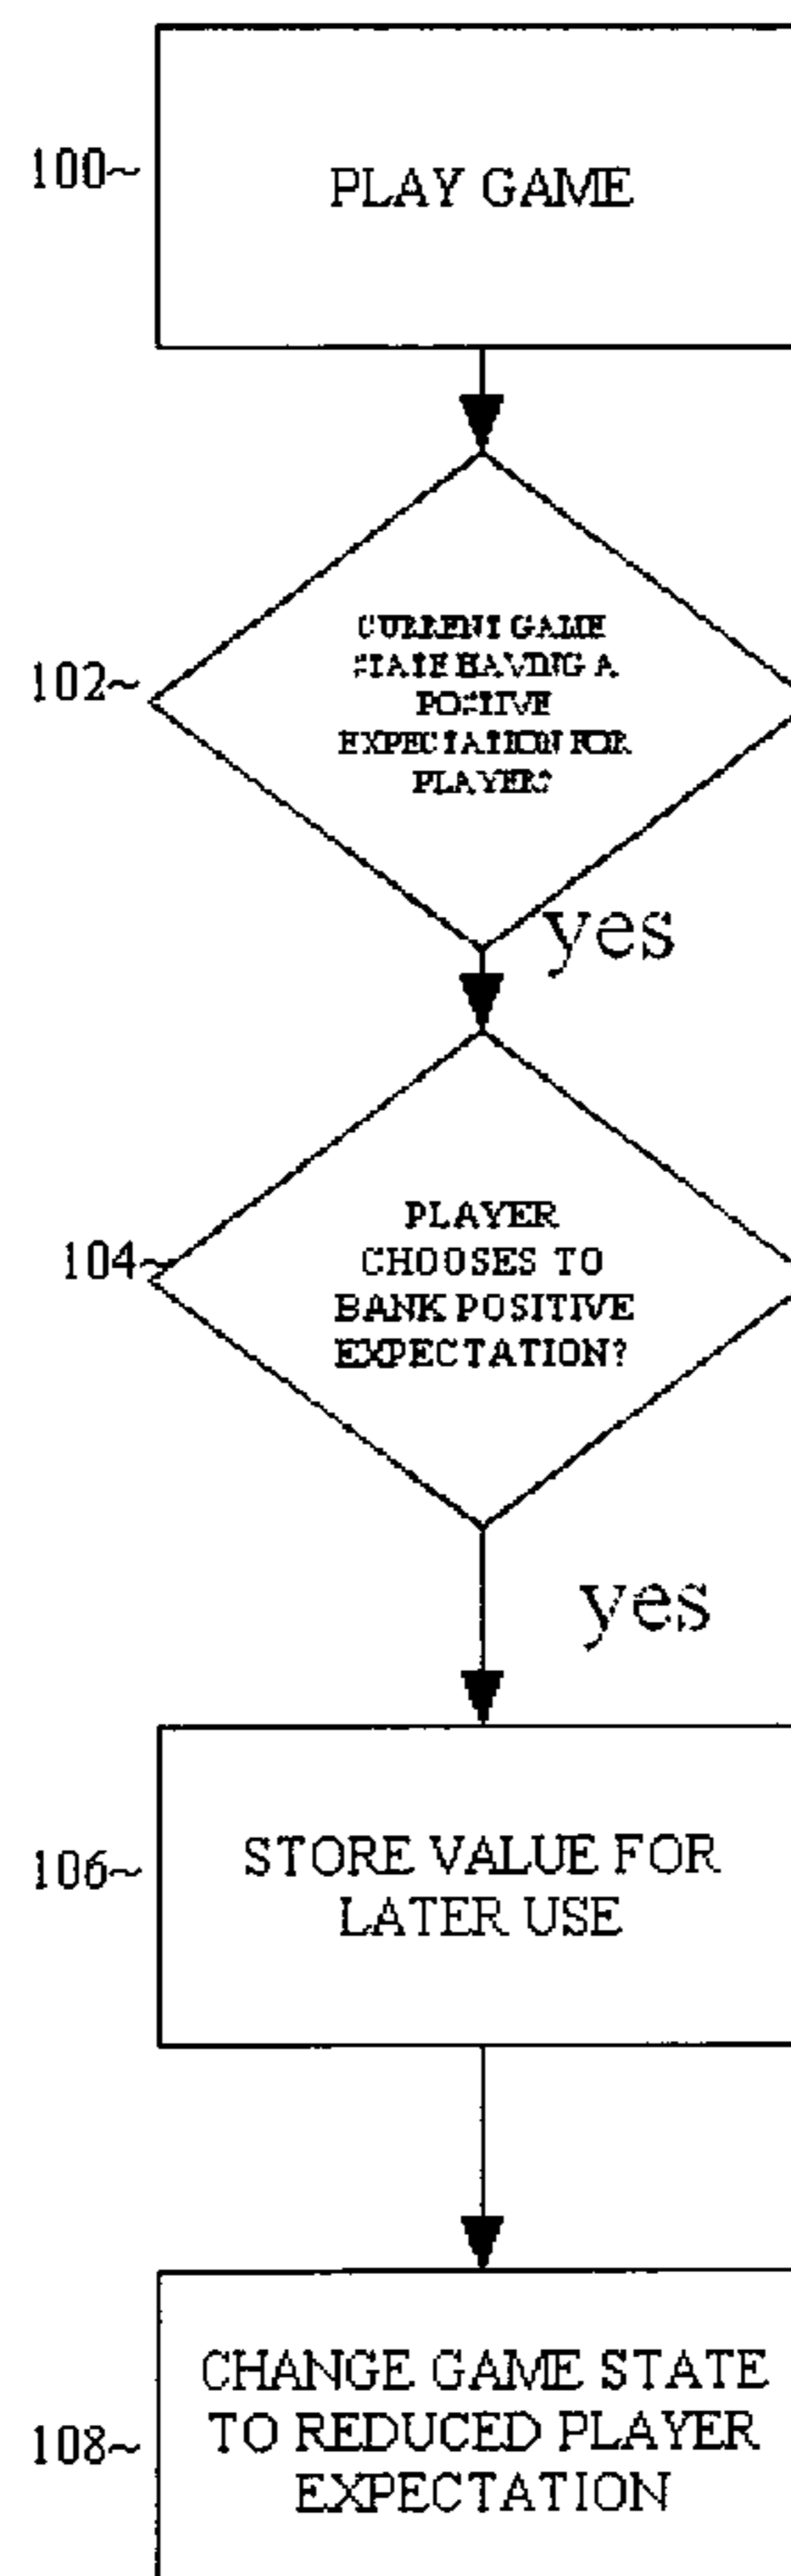 100~
PLAY GAME
102~
CURRENT GAME
STATE HAVING A
POSITIVE
EXPECTATION FOR
PLAYER?
yes
104~
PLAYER
CHOOSES TO
BANK POSITIVE
EXPECTATION?
yes
106~
STORE VALUE FOR
LATER USE
108~
CHANGE GAME STATE
TO REDUCED PLAYER
EXPECTATION